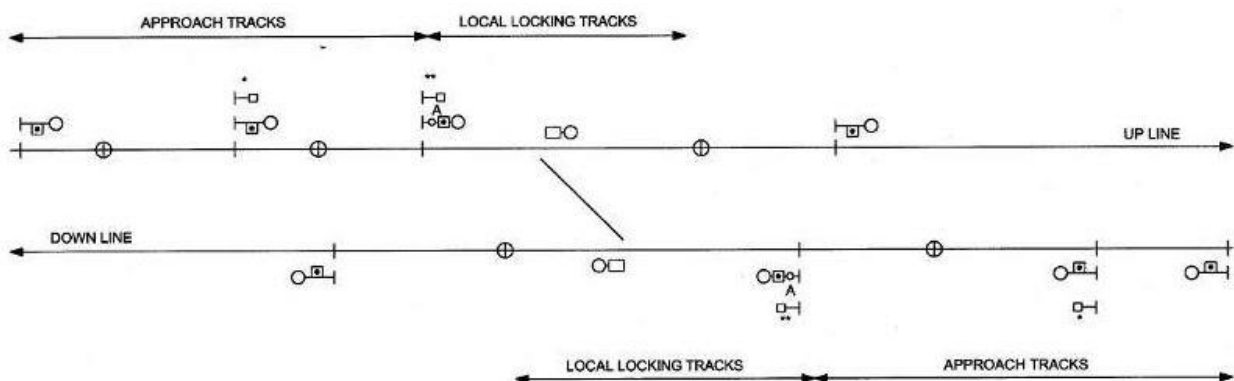 APPROACH TRACKS
LOCAL LOCKING TRACKS
*
**
A
UP LINE
DOWN LINE
A
**
*
LOCAL LOCKING TRACKS
APPROACH TRACKS